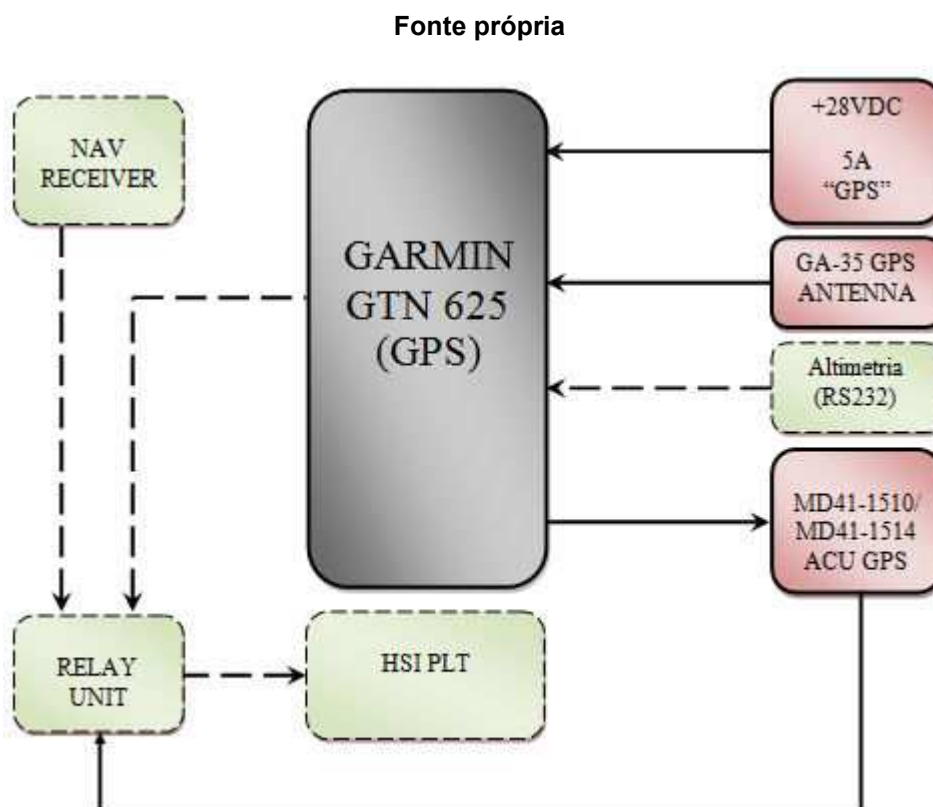 Fonte própria
NAV
RECEIVER
GARMIN
GTN 625
(GPS)
+28VDC
5A
“GPS”
GA-35 GPS
ANTENNA
Altimetria
(RS232)
MD41-1510/
MD41-1514
ACU GPS
RELAY
UNIT
HSI PLT